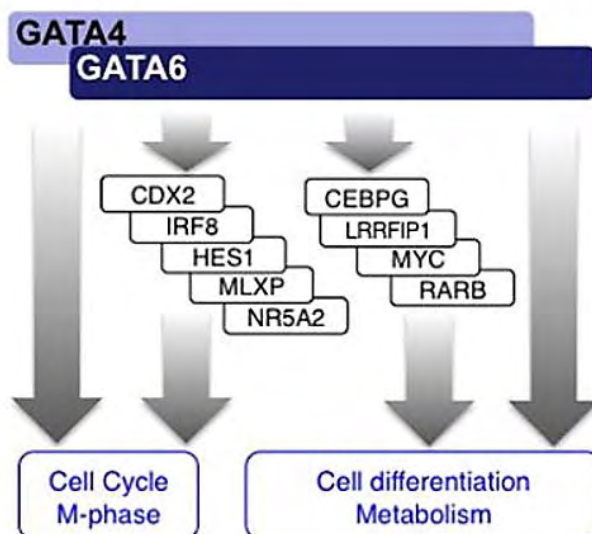 GATA4
GATA6
CDX2
IRF8
HES1
MLXP
NR5A2
CEBPG
LRRFIP1
MYC
RARB
Cell Cycle
M-phase
Cell differentiation
Metabolism